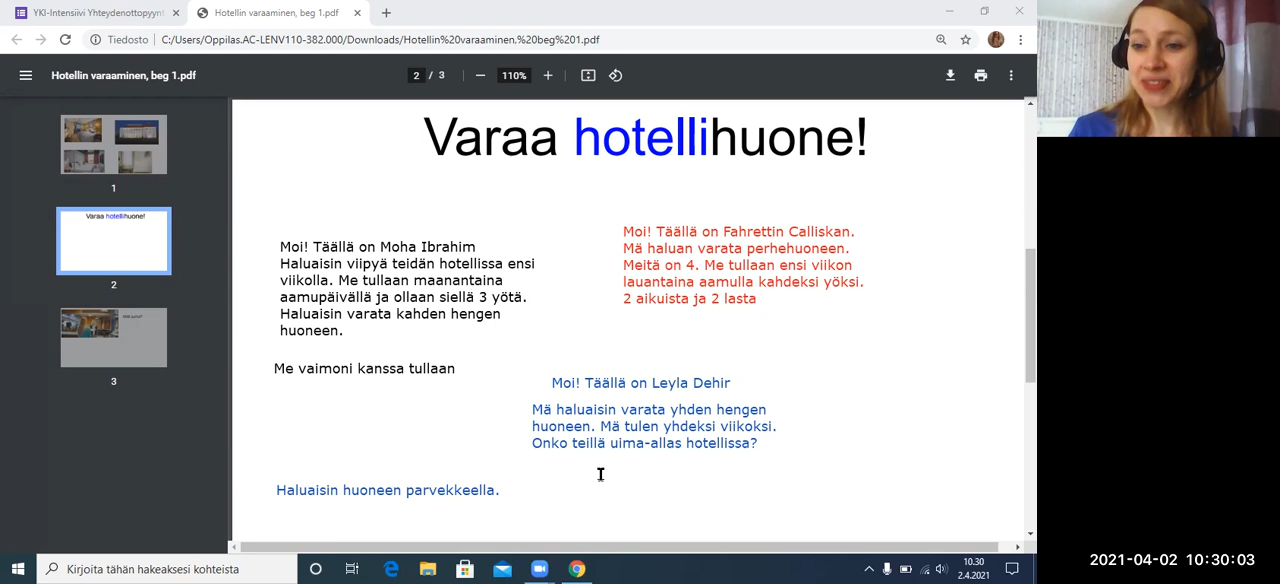 YKI-Intensiivi Yhteydenottopyynt
Hotellin varaaminen, beg 1.pdf
Tiedosto
C:/Users/Oppilas.AC-LENV110-382.000/Downloads/Hotellin%20varaaminen,%20beg%201.pdf
Hotellin varaaminen, beg 1.pdf
2 / 3
110%
1
Varaa hotellihuone!
2
3
Varaa hotellihuone!
Moi! Täällä on Moha Ibrahim
Haluaisin viipyä teidän hotellissa ensi
viikolla. Me tullaan maanantaina
aamupäivällä ja ollaan siellä 3 yötä.
Haluaisin varata kahden hengen
huoneen.
Me vaimoni kanssa tullaan
Moi! Täällä on Fahrettin Calliskan.
Mä haluan varata perhehuoneen.
Meitä on 4. Me tullaan ensi viikon
lauantaina aamulla kahdeksi yöksi.
2 aikuista ja 2 lasta
Moi! Täällä on Leyla Dehir
Mä haluaisin varata yhden hengen
huoneen. Mä tulen yhdeksi viikoksi.
Onko teillä uima-allas hotellissa?
Haluaisin huoneen parvekkeella.
Kirjoita tähän hakeaksesi kohteista
10.30
2.4.2021
2021-04-02 10:30:03